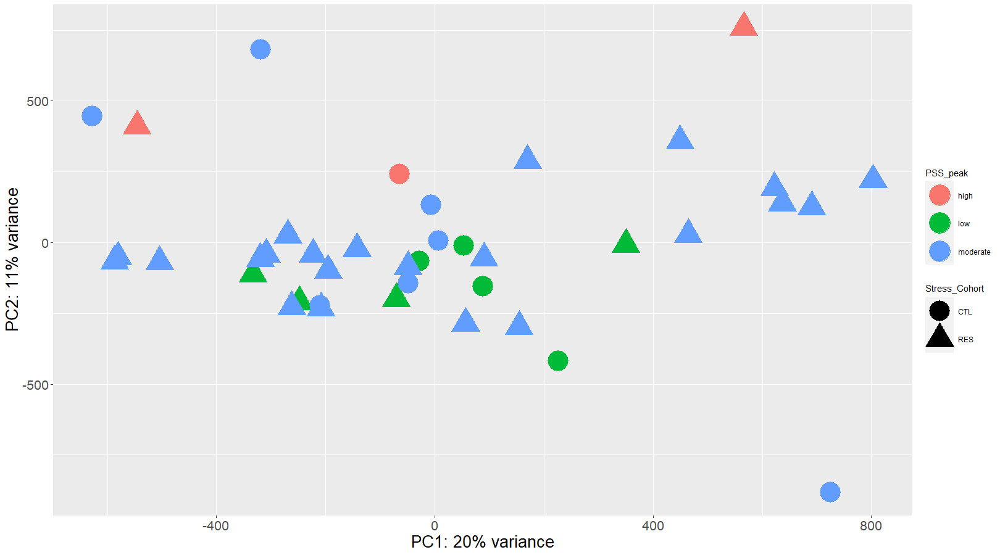 500
0
-500
PC2: 11% variance
-400
0
400
800
PC1: 20% variance
PSS_peak
high
low
moderate
Stress_Cohort
CTL
RES